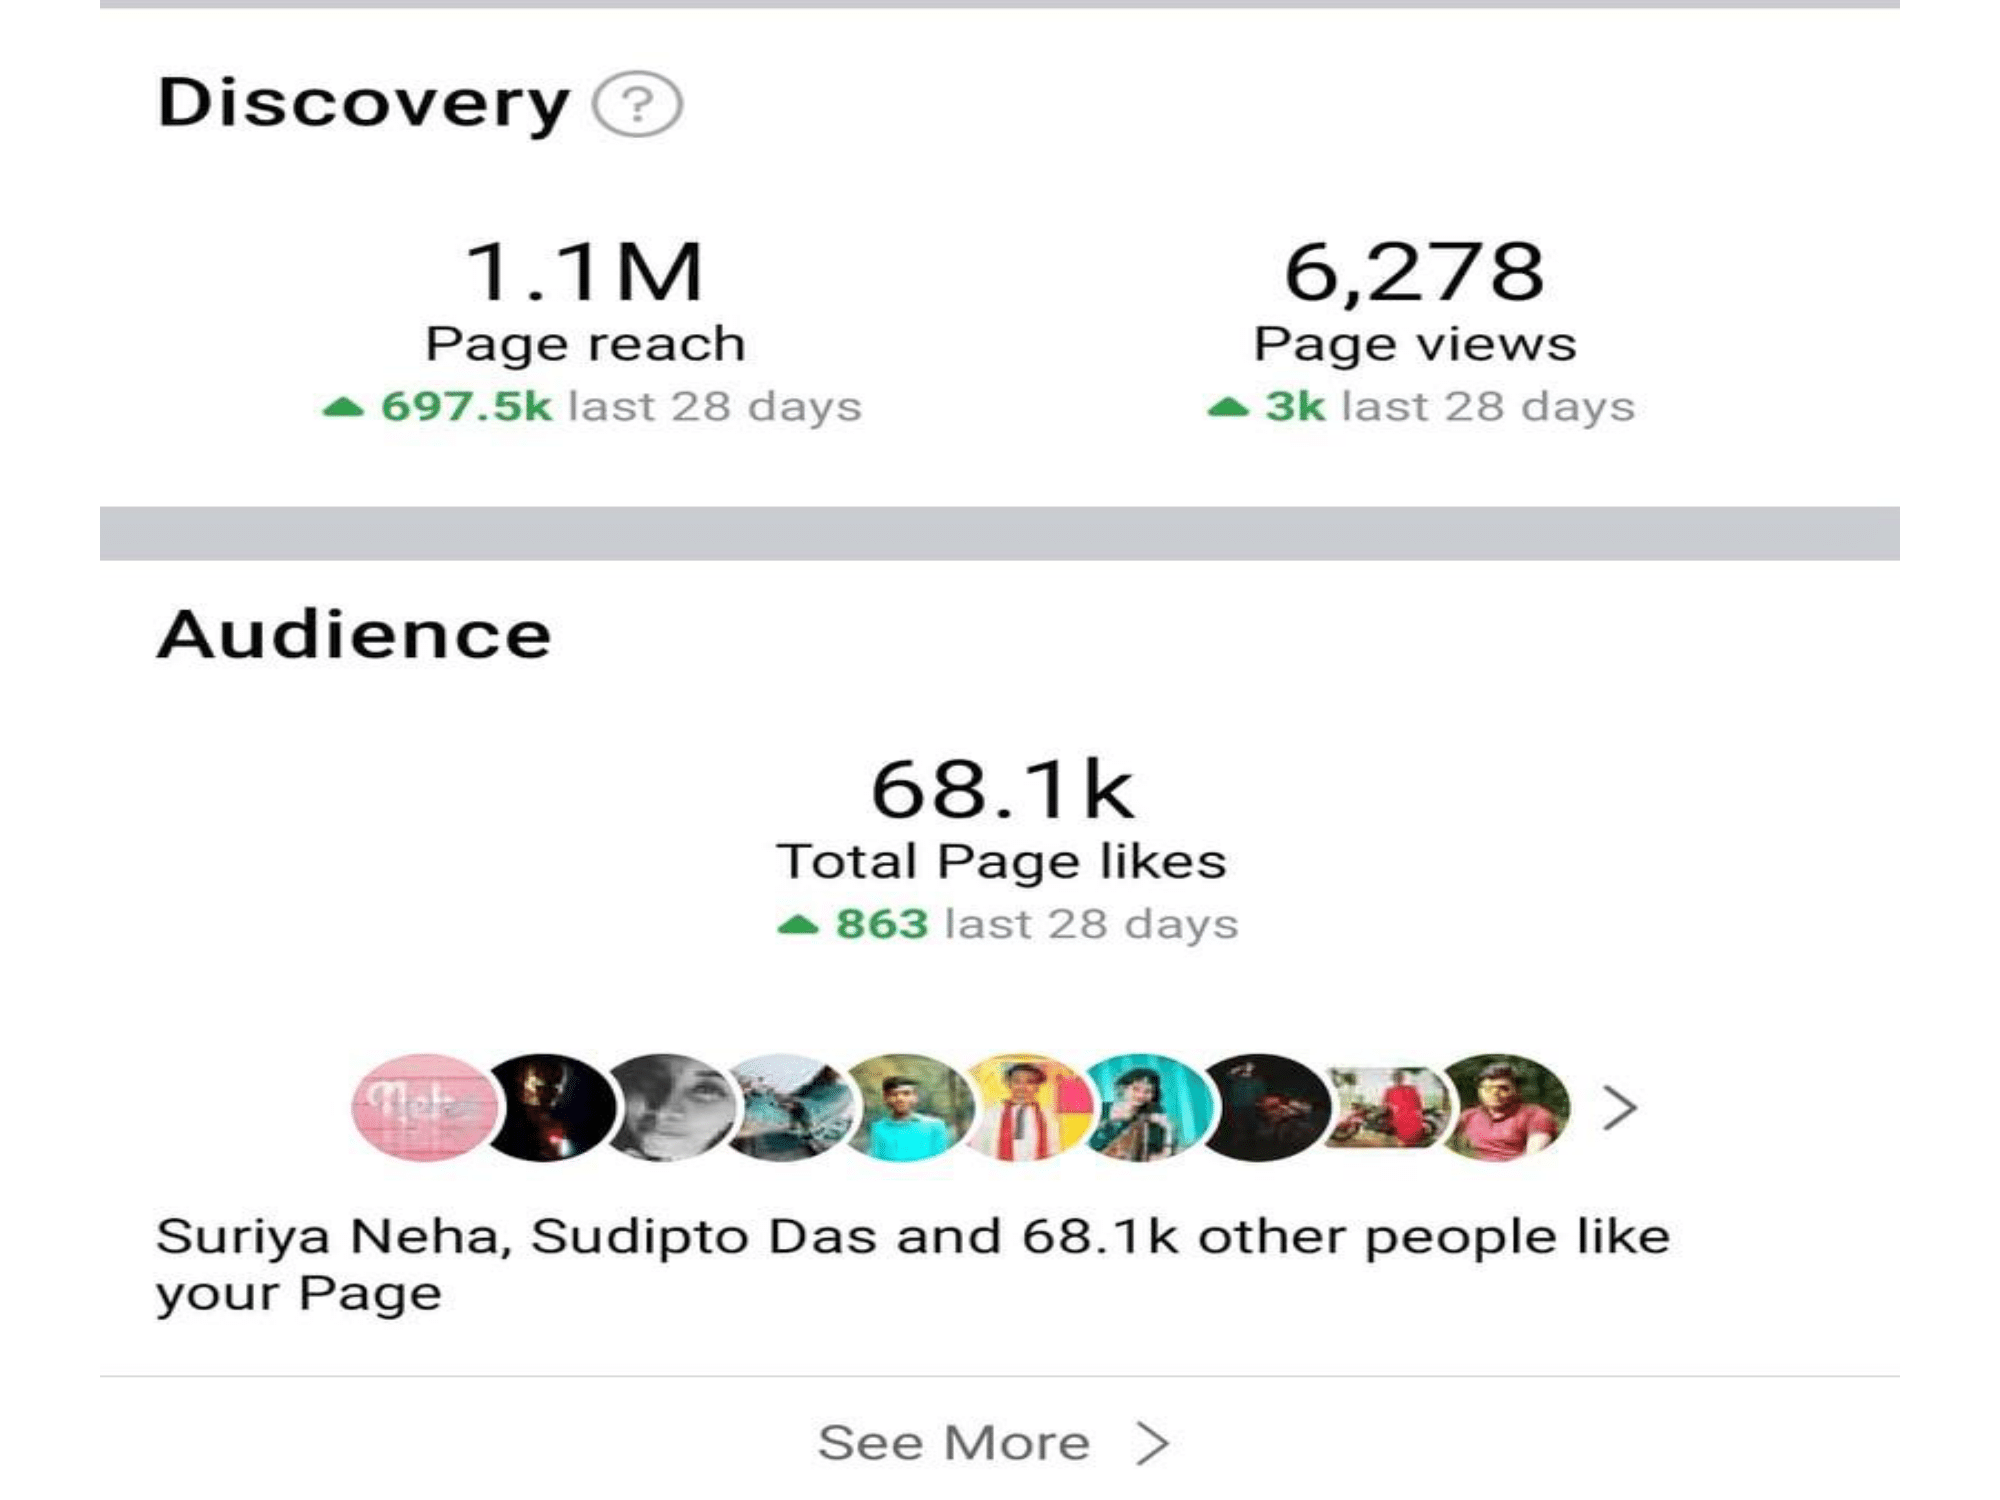 Discovery ?
1.1M
Page reach
697.5k last 28 days
6,278
Page views
3k last 28 days
Audience
68.1k
Total Page likes
863 last 28 days
Suriya Neha, Sudipto Das and 68.1k other people like
your Page
See More